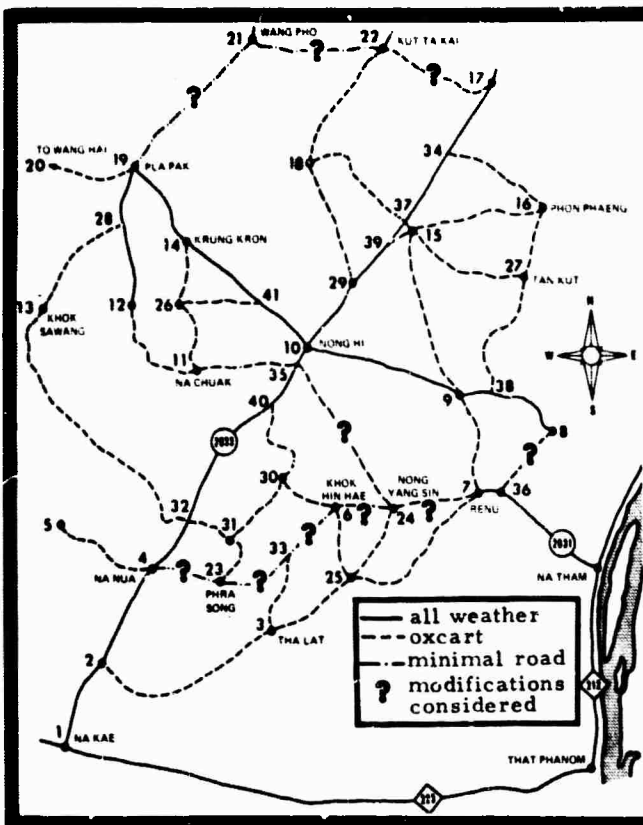 21
WANG PHO
?
22
KUT TA KAI
?
17
?
TO WANG HAI
20
19
PLA PAK
18
34
28
14
KRUNG KRON
37
39
15
16
PHON PHAENG
27
TAN KUT
13
KHOK
SAWANG
12
26
41
29
10
NONG HI
N
W
E
S
11
NA CHUAK
35
40
9
38
8
?
?
30
KHOK
HIN HAE
NONG
YANG SIN
7
36
RENU
6
?
24
?
32
31
5
4
NA NUA
?
23
PHRA
SONG
?
33
?
25
2031
NA THAM
2
3
THA LAT
all weather
oxcart
minimal road
? modifications
considered
212
1
NA KAE
THAT PHANOM
223